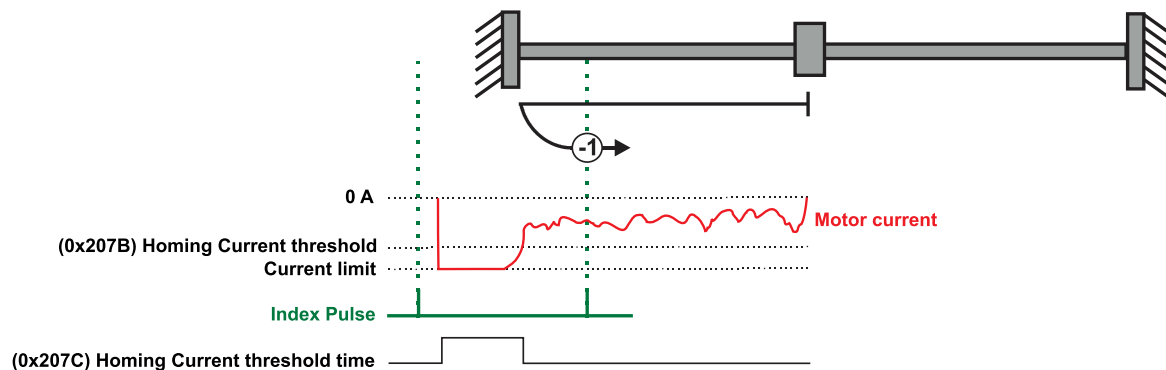 -1
0 A
Motor current
(0x207B) Homing Current threshold
Current limit
Index Pulse
(0x207C) Homing Current threshold time